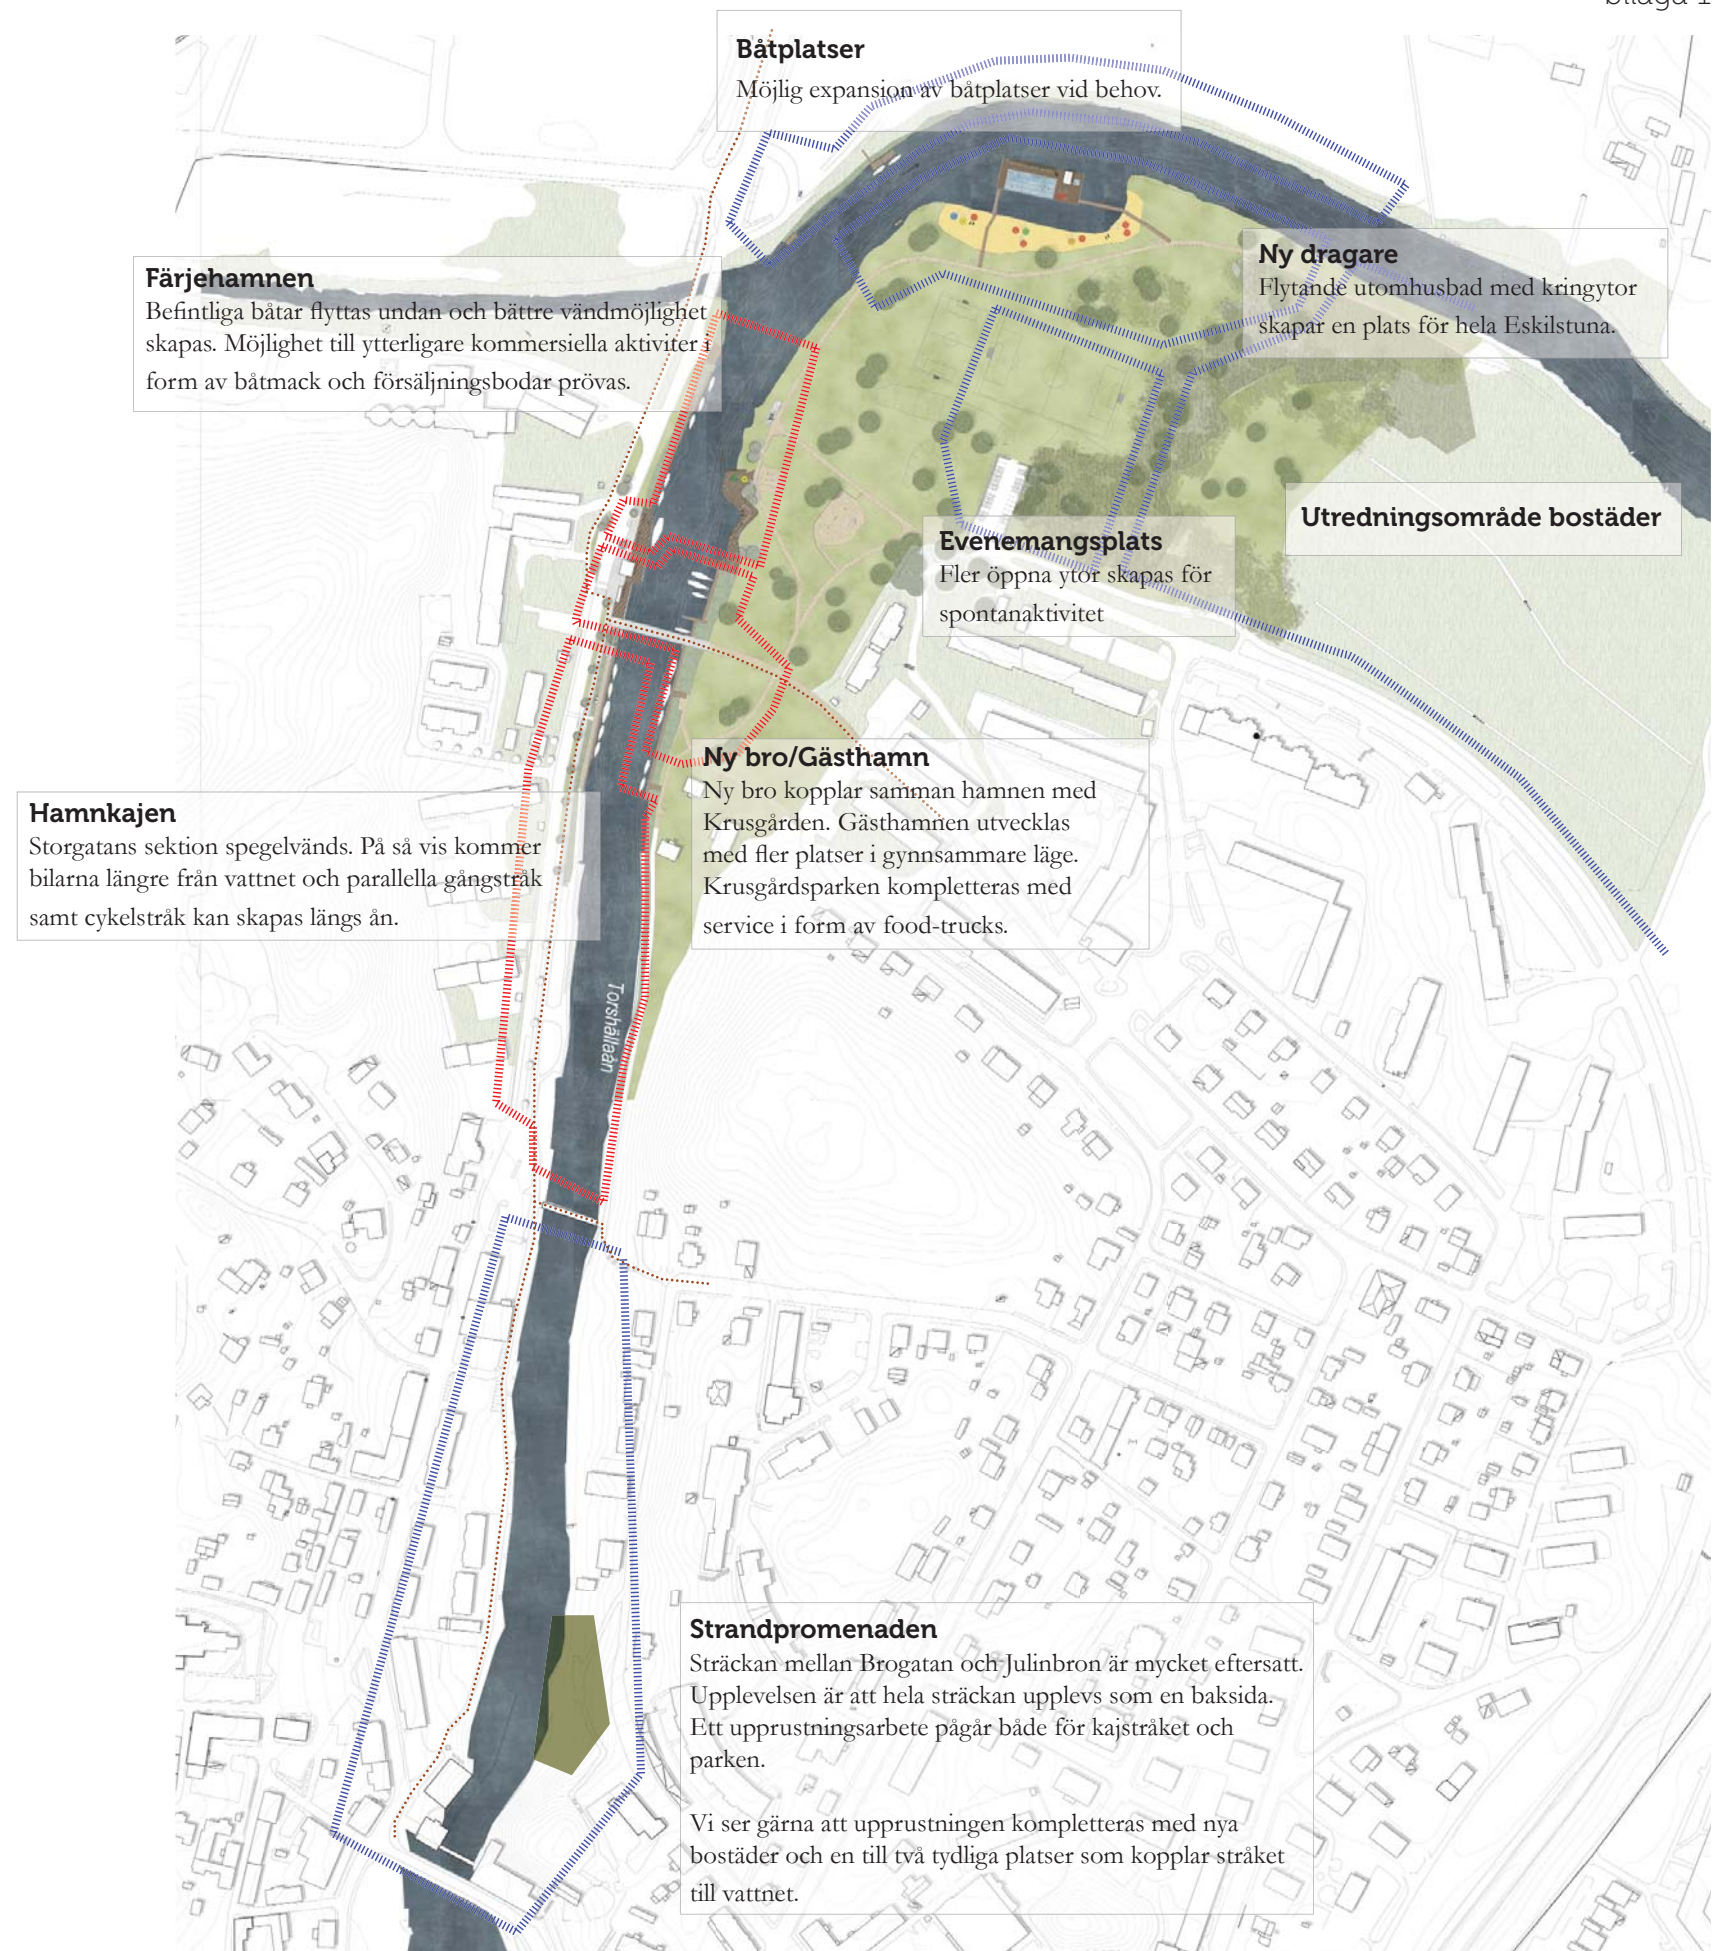 bilaga 1
Båtplatser
Möjlig expansion av båtplatser vid behov.
Färjehamnen
Befintliga båtar flyttas undan och bättre vändmöjlighet
skapas. Möjlighet till ytterligare kommersiella aktiviter i
form av båtmack och försäljningsbodar prövas.
Ny dragare
Flytande utomhusbad med kringytor
skapar en plats för hela Eskilstuna.
Utredningsområde bostäder
Evenemangsplats
Fler öppna ytor skapas för
spontanaktivitet
Ny bro/Gästhamn
Ny bro kopplar samman hamnen med
Krusgården. Gästhamnen utvecklas
med fler platser i gynnsammare läge.
Krusgårdsparken kompletteras med
service i form av food-trucks.
Hamnkajen
Storgatans sektion spegelvänds. På så vis kommer
bilarna längre från vattnet och parallella gångstråk
samt cykelstråk kan skapas längs ån.
Torshällaån
Strandpromenaden
Sträckan mellan Brogatan och Julinbron är mycket eftersatt.
Upplevelsen är att hela sträckan upplevs som en baksida.
Ett upprustningsarbete pågår både för kajstråket och
parken.
Vi ser gärna att upprustningen kompletteras med nya
bostäder och en till två tydliga platser som kopplar stråket
till vattnet.